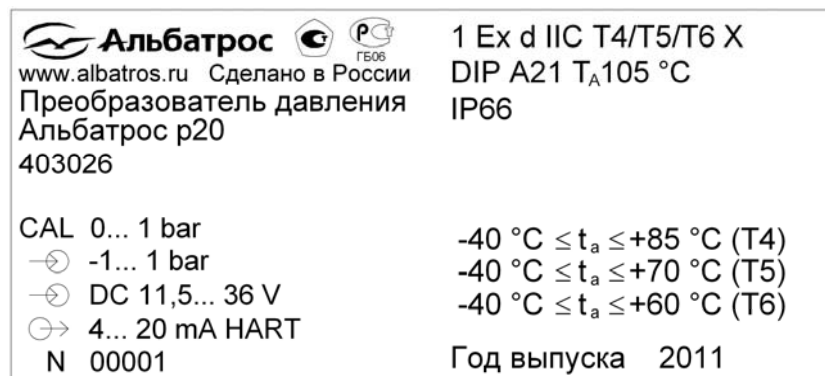 Альбатрос
ГБ06
www.albatros.ru Сделано в России
Преобразователь давления
Альбатрос p20
403026
CAL 0... 1 bar
-1... 1 bar
DC 11,5... 36 V
4... 20 mA HART
N 00001
1 Ex d IIC T4/T5/T6 X
DIP A21 TA105 °C
IP66
-40 °C ≤ ta ≤ +85 °C (T4)
-40 °C ≤ ta ≤ +70 °C (T5)
-40 °C ≤ ta ≤ +60 °C (T6)
Год выпуска 2011